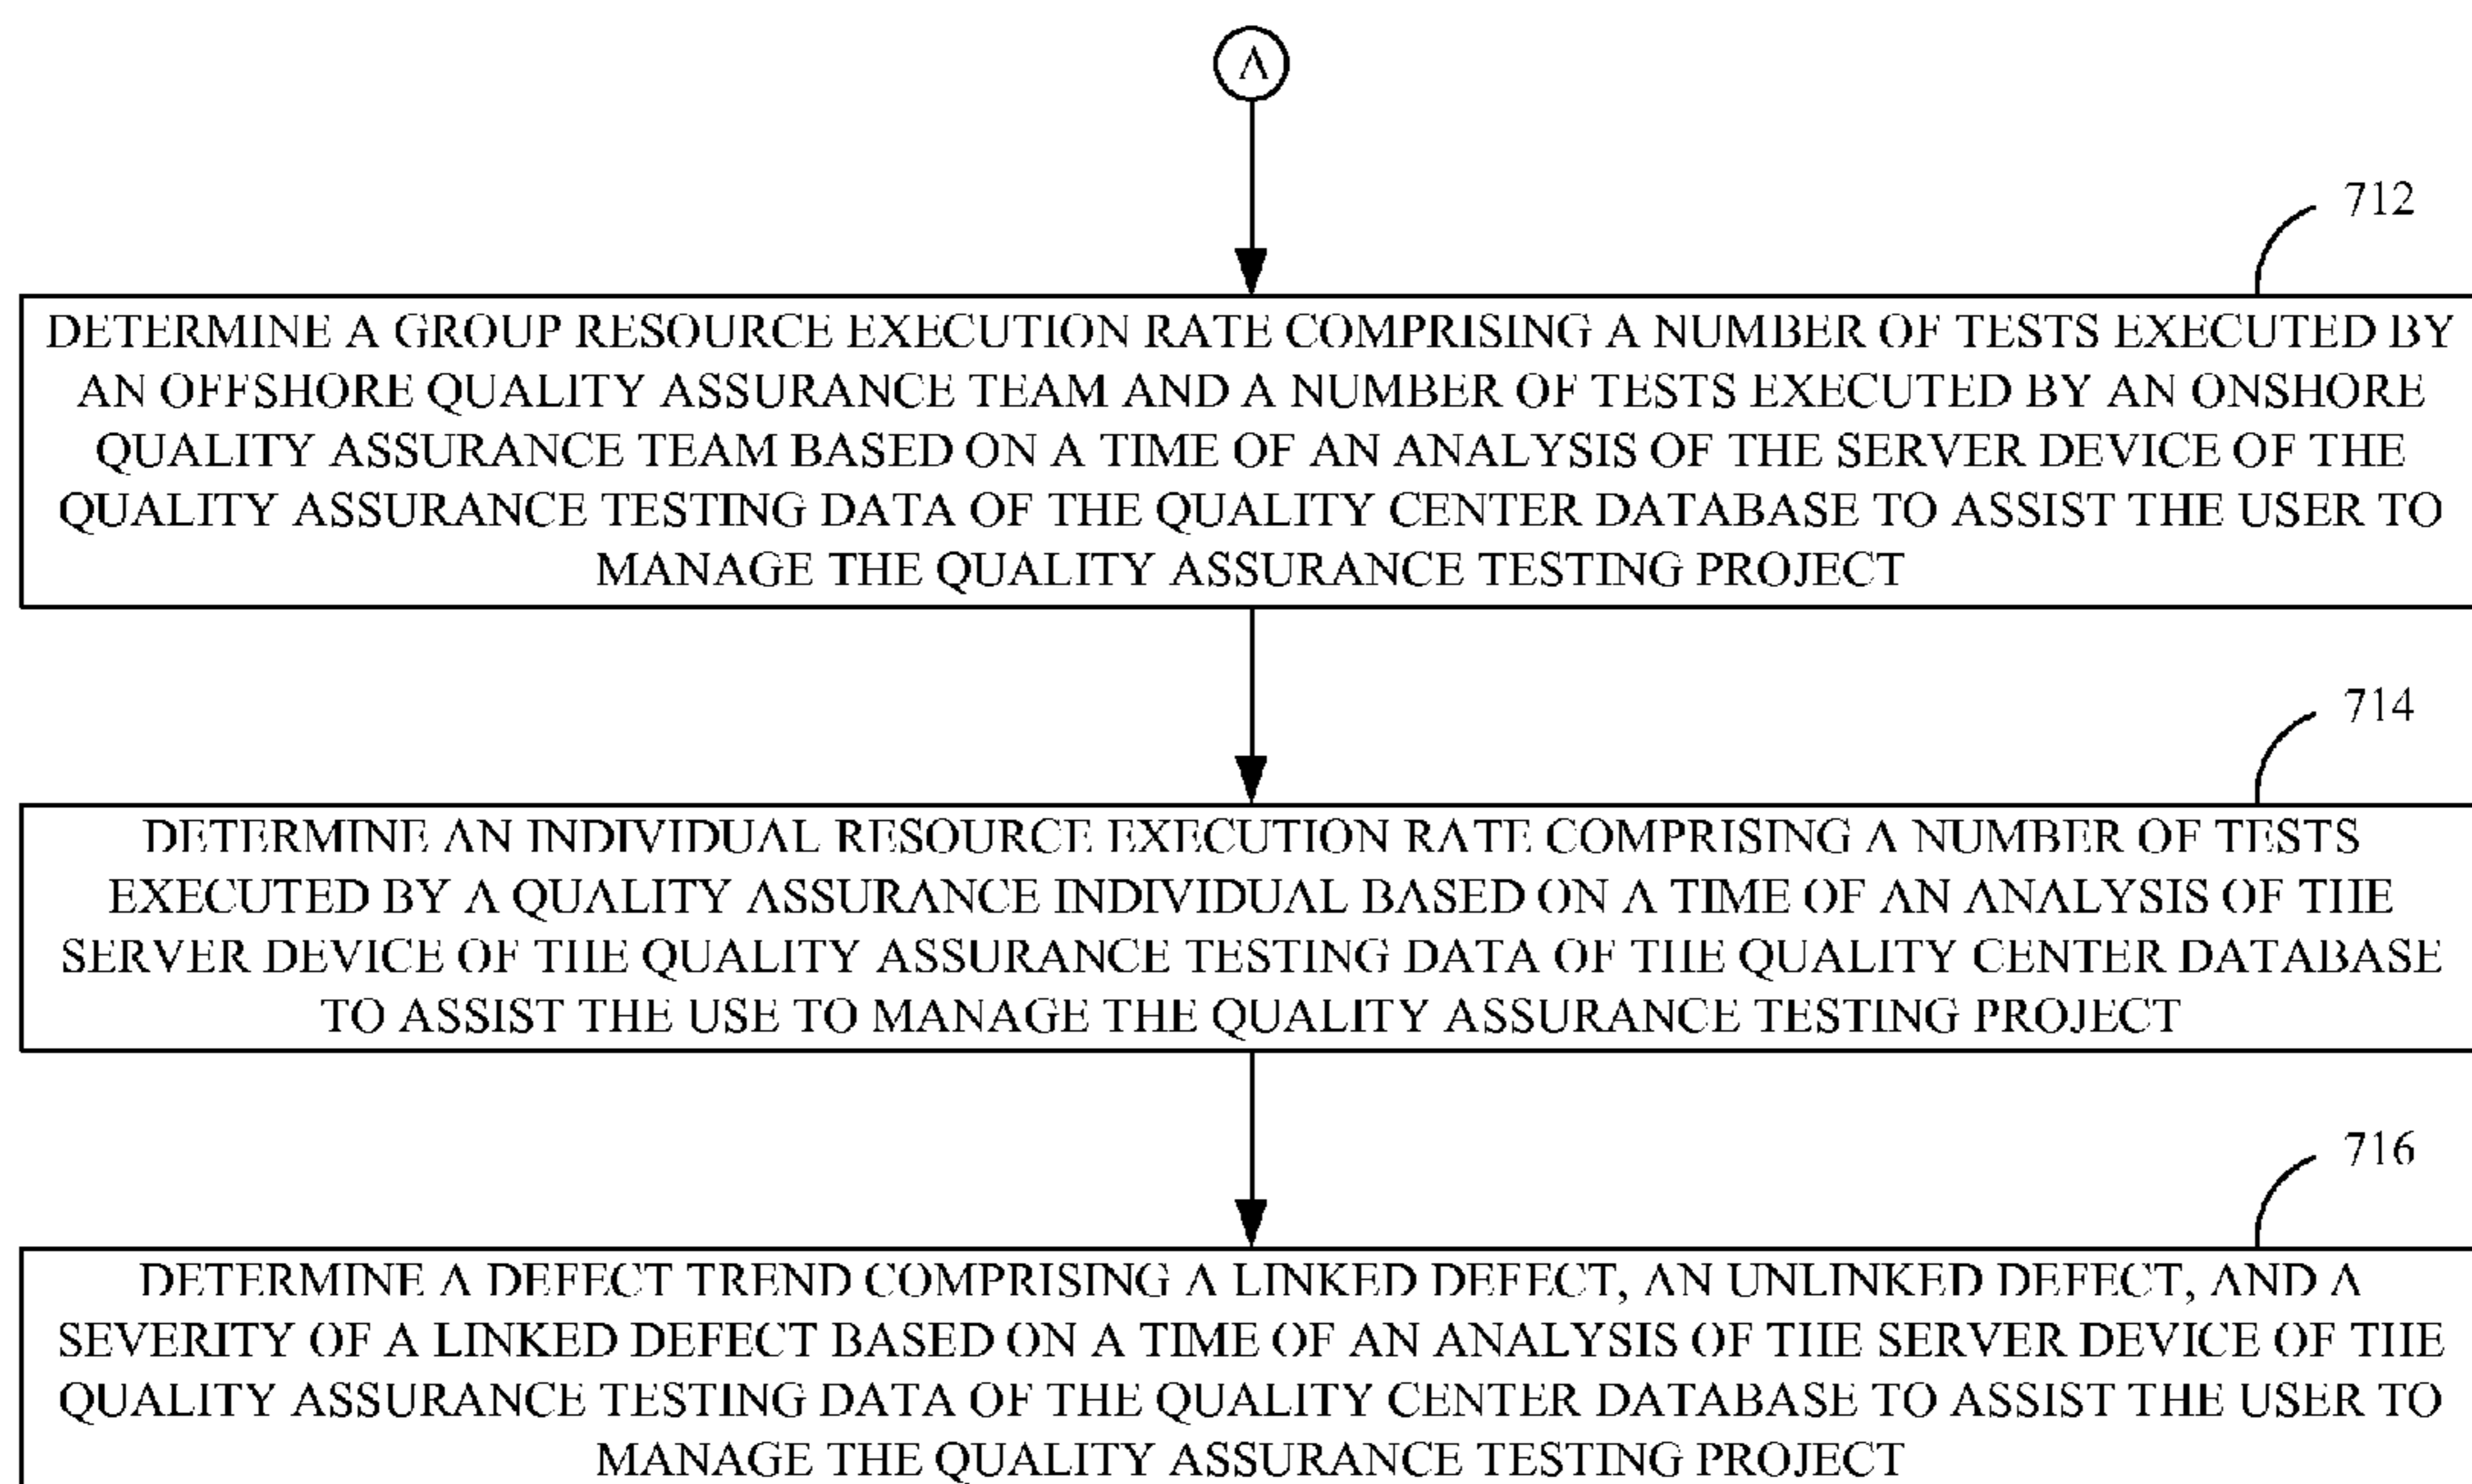 A
712
DETERMINE A GROUP RESOURCE EXECUTION RATE COMPRISING A NUMBER OF TESTS EXECUTED BY
AN OFFSHORE QUALITY ASSURANCE TEAM AND A NUMBER OF TESTS EXECUTED BY AN ONSHORE
QUALITY ASSURANCE TEAM BASED ON A TIME OF AN ANALYSIS OF THE SERVER DEVICE OF THE
QUALITY ASSURANCE TESTING DATA OF THE QUALITY CENTER DATABASE TO ASSIST THE USER TO
MANAGE THE QUALITY ASSURANCE TESTING PROJECT
714
DETERMINE AN INDIVIDUAL RESOURCE EXECUTION RATE COMPRISING A NUMBER OF TESTS
EXECUTED BY A QUALITY ASSURANCE INDIVIDUAL BASED ON A TIME OF AN ANALYSIS OF THE
SERVER DEVICE OF THE QUALITY ASSURANCE TESTING DATA OF THE QUALITY CENTER DATABASE
TO ASSIST THE USE TO MANAGE THE QUALITY ASSURANCE TESTING PROJECT
716
DETERMINE A DEFECT TREND COMPRISING A LINKED DEFECT, AN UNLINKED DEFECT, AND A
SEVERITY OF A LINKED DEFECT BASED ON A TIME OF AN ANALYSIS OF THE SERVER DEVICE OF THE
QUALITY ASSURANCE TESTING DATA OF THE QUALITY CENTER DATABASE TO ASSIST THE USER TO
MANAGE THE QUALITY ASSURANCE TESTING PROJECT